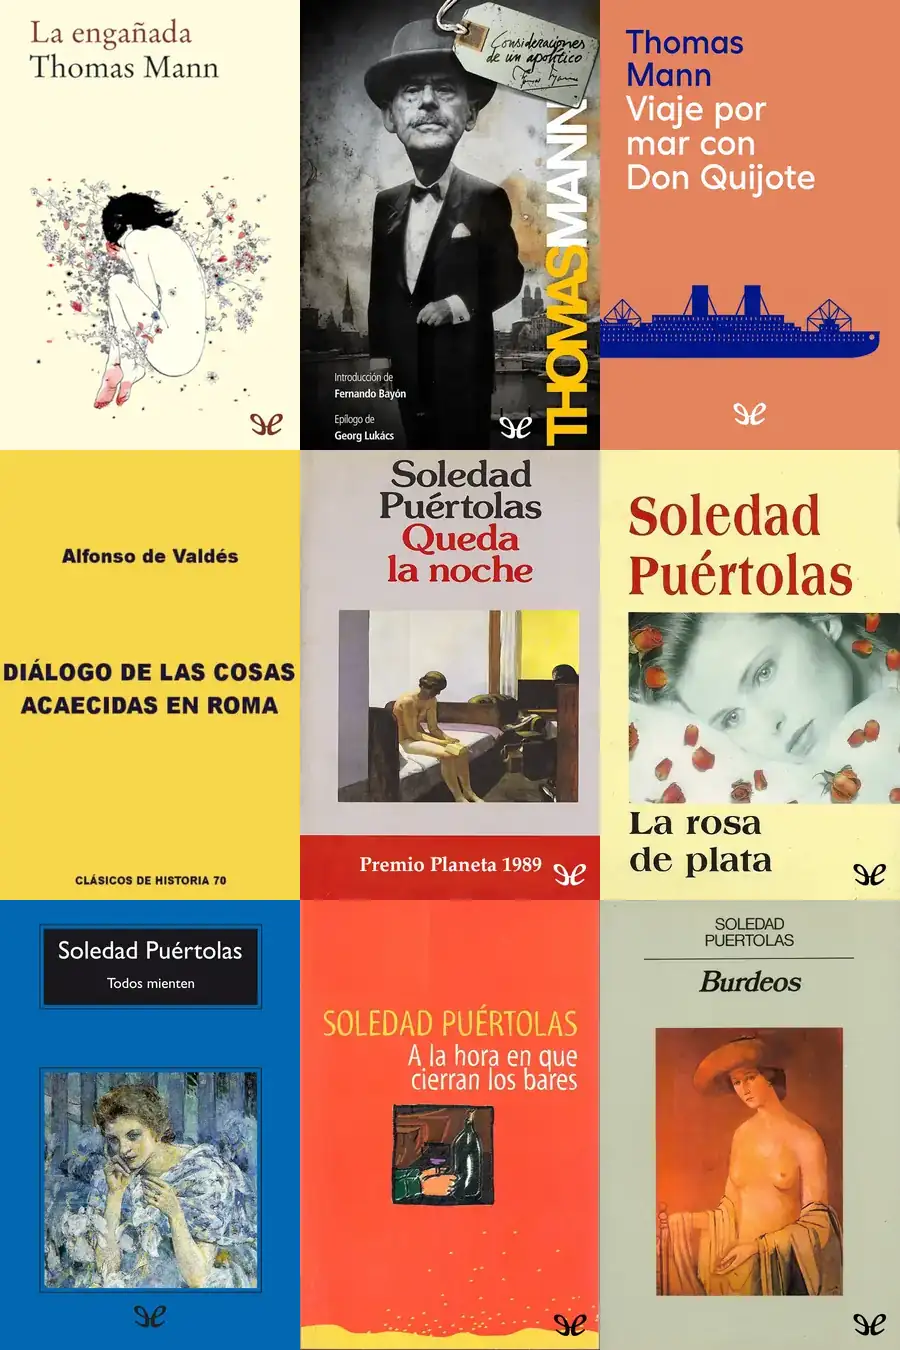 La engañada
Thomas Mann
Consideraciones
de un apolítico
Thomas Mann
THOMASMANN
Introducción de
Fernando Bayón
Epílogo de
Georg Lukács
Thomas
Mann
Viaje por
mar con
Don Quijote
Alfonso de Valdés
DIÁLOGO DE LAS COSAS
ACAECIDAS EN ROMA
CLÁSICOS DE HISTORIA 70
Soledad
Puértolas
Queda
la noche
Premio Planeta 1989
Soledad
Puértolas
La rosa
de plata
Soledad Puértolas
Todos mienten
SOLEDAD PUÉRTOLAS
A la hora en que
cierran los bares
SOLEDAD
PUERTOLAS
Burdeos